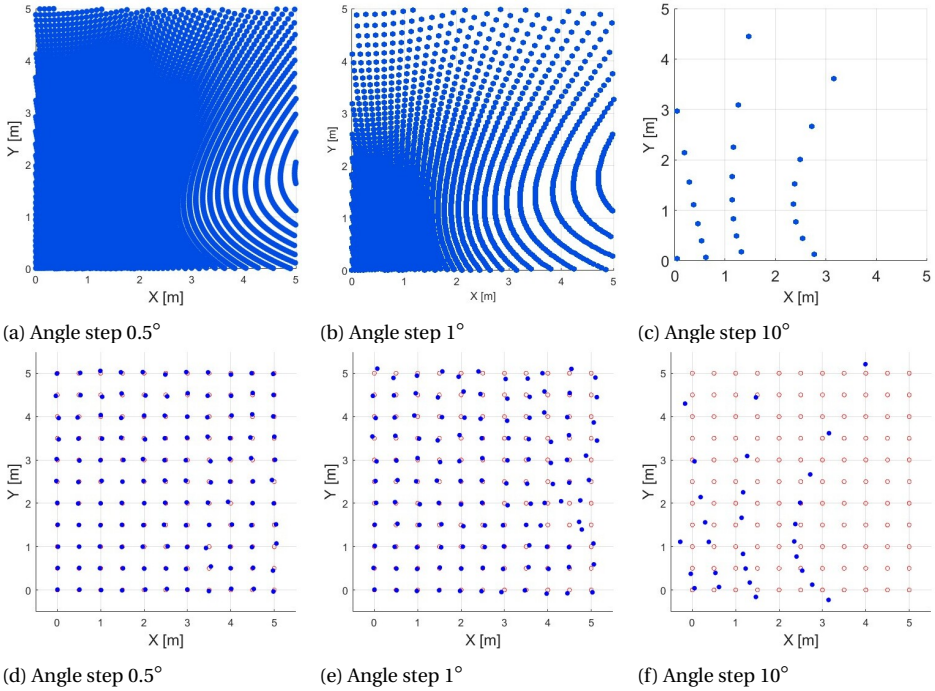 5
4
3
2
1
0
Y [m]
0 1 2 3 4 5
X [m]
5
4
3
2
1
0
Y [m]
0 1 2 3 4 5
X [m]
5
4
3
2
1
0
Y [m]
0 1 2 3 4 5
X [m]
(a) Angle step 0.5°
(b) Angle step 1°
(c) Angle step 10°
5
4
3
2
1
0
Y [m]
0 1 2 3 4 5
X [m]
5
4
3
2
1
0
Y [m]
0 1 2 3 4 5
X [m]
5
4
3
2
1
0
Y [m]
0 1 2 3 4 5
X [m]
(d) Angle step 0.5°
(e) Angle step 1°
(f) Angle step 10°